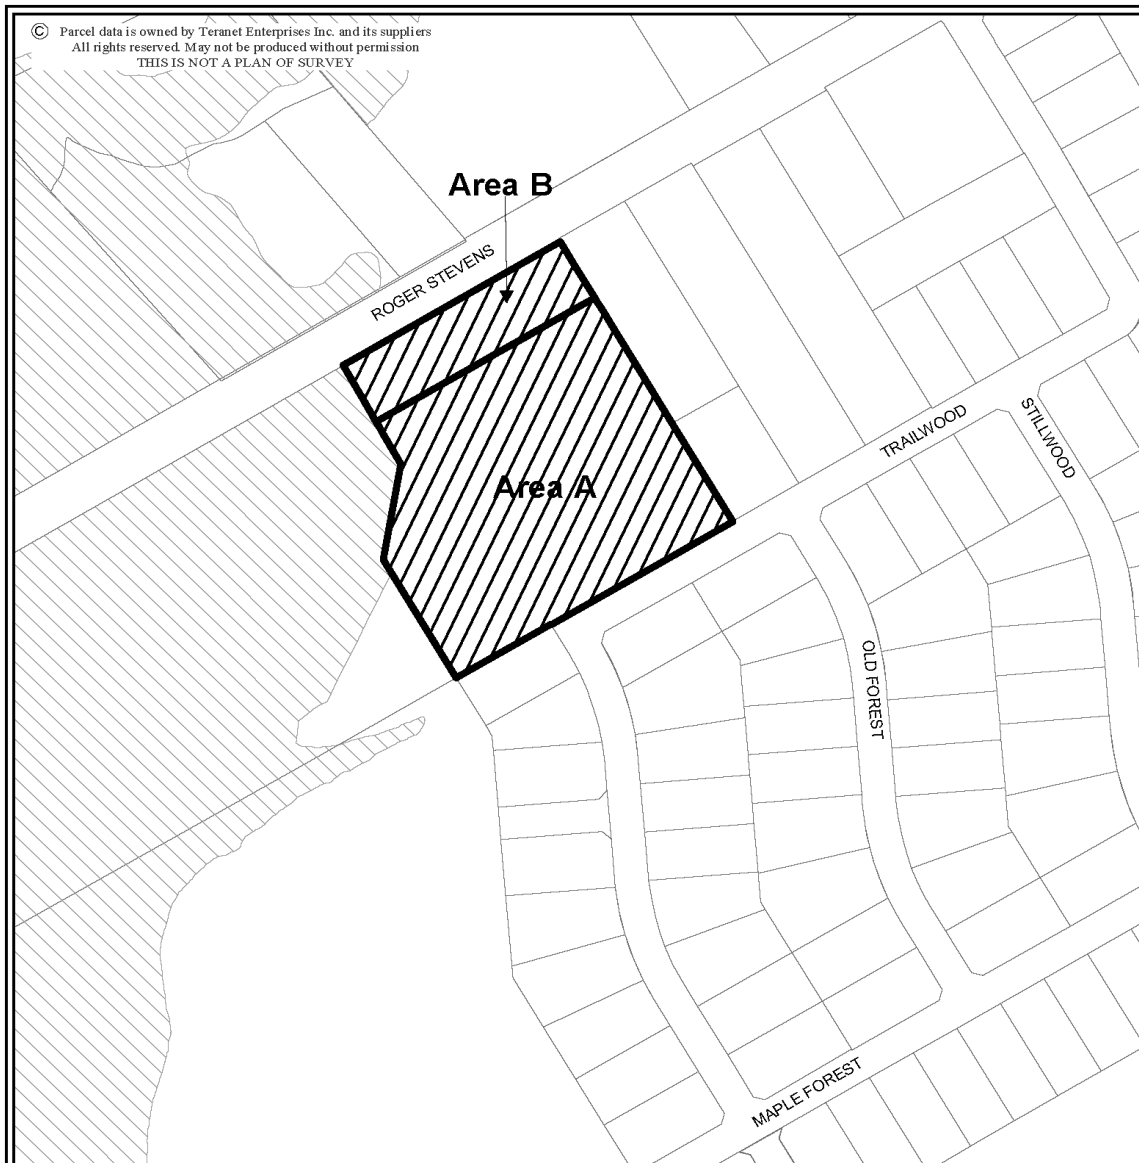 © Parcel data is owned by Teranet Enterprises Inc. and its suppliers
All rights reserved. May not be produced without permission
THIS IS NOT A PLAN OF SURVEY
Area B
ROGER STEVENS
TRAILWOOD
STILLWOOD
Area A
OLD FOREST
MAPLE FOREST